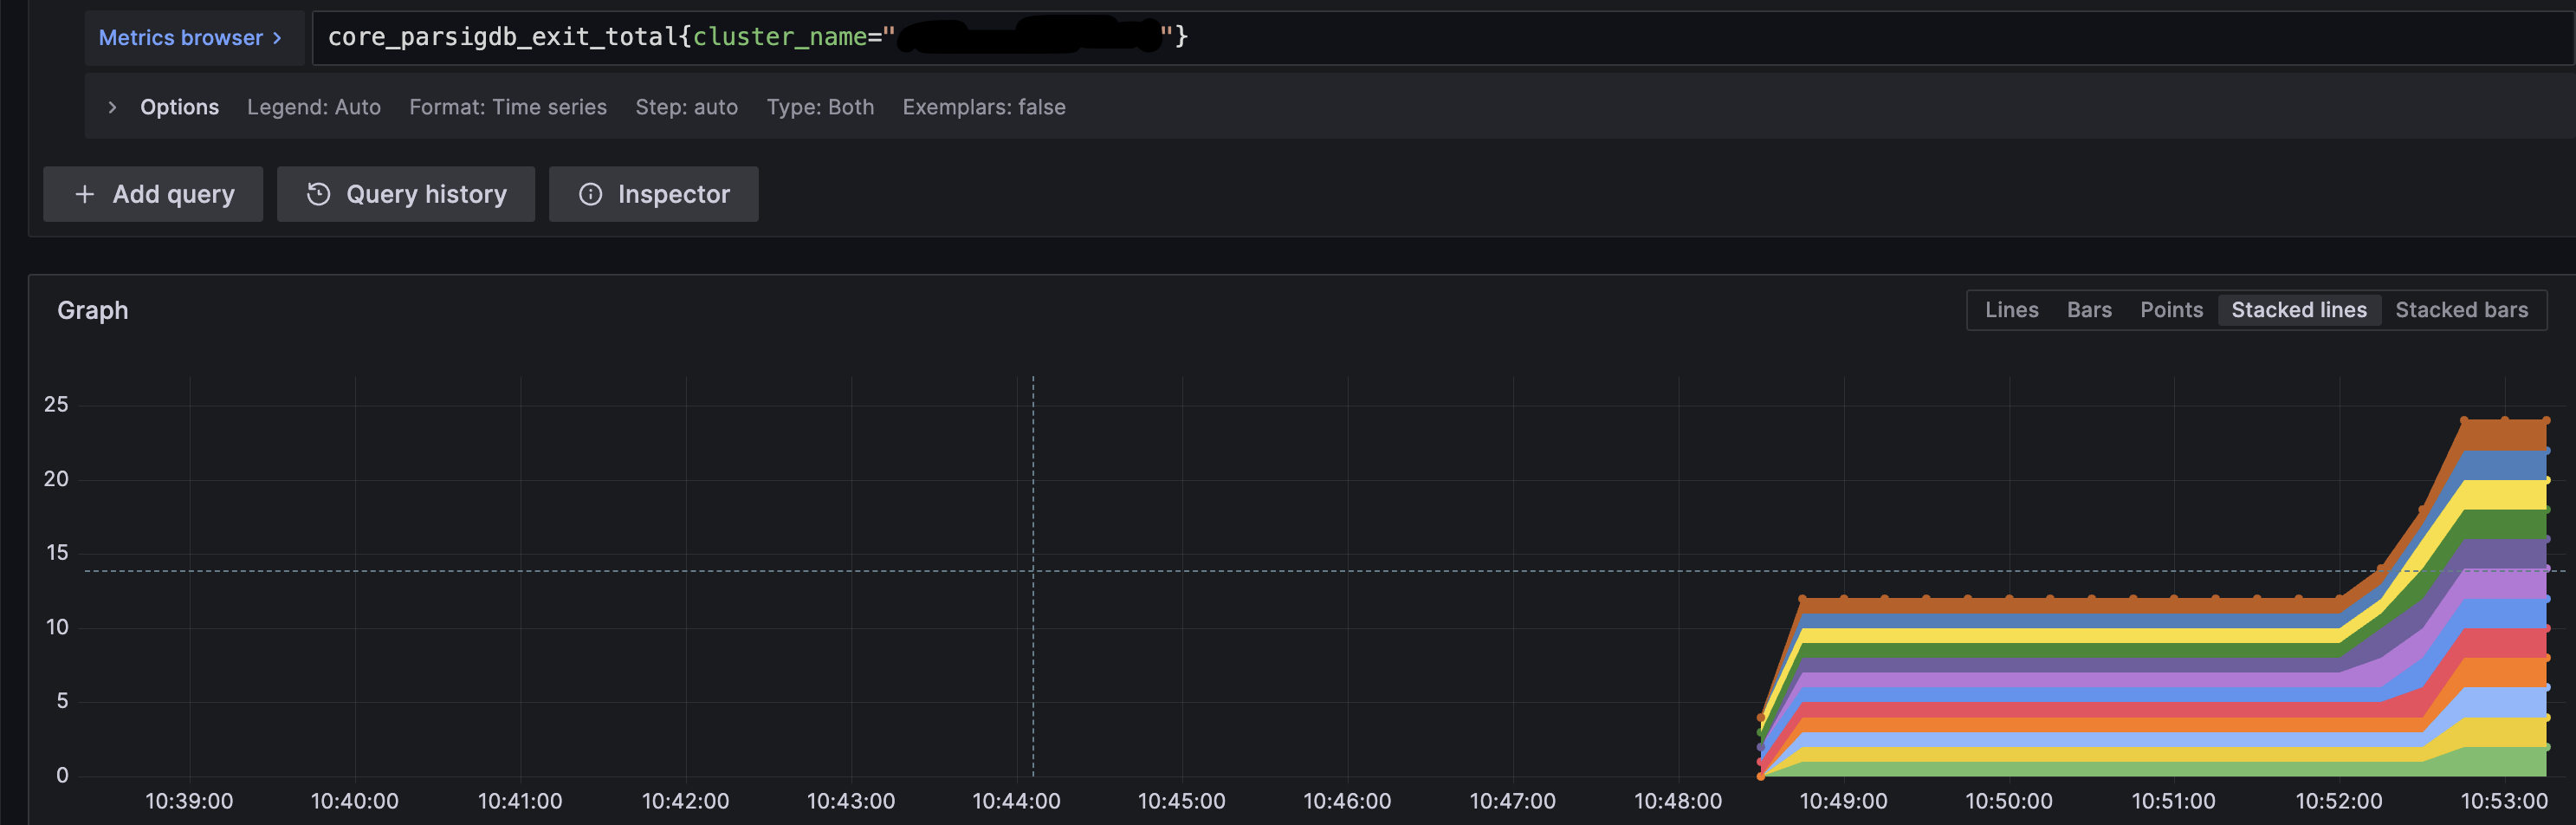 Metrics browser > core_parsigdb_exit_total{cluster_name=""}
> Options Legend: Auto Format: Time series Step: auto Type: Both Exemplars: false
+ Add query Query history Inspector
Graph Lines Bars Points Stacked lines Stacked bars
25
20
15
10
5
0
10:39:00 10:40:00 10:41:00 10:42:00 10:43:00 10:44:00 10:45:00 10:46:00 10:47:00 10:48:00 10:49:00 10:50:00 10:51:00 10:52:00 10:53:00